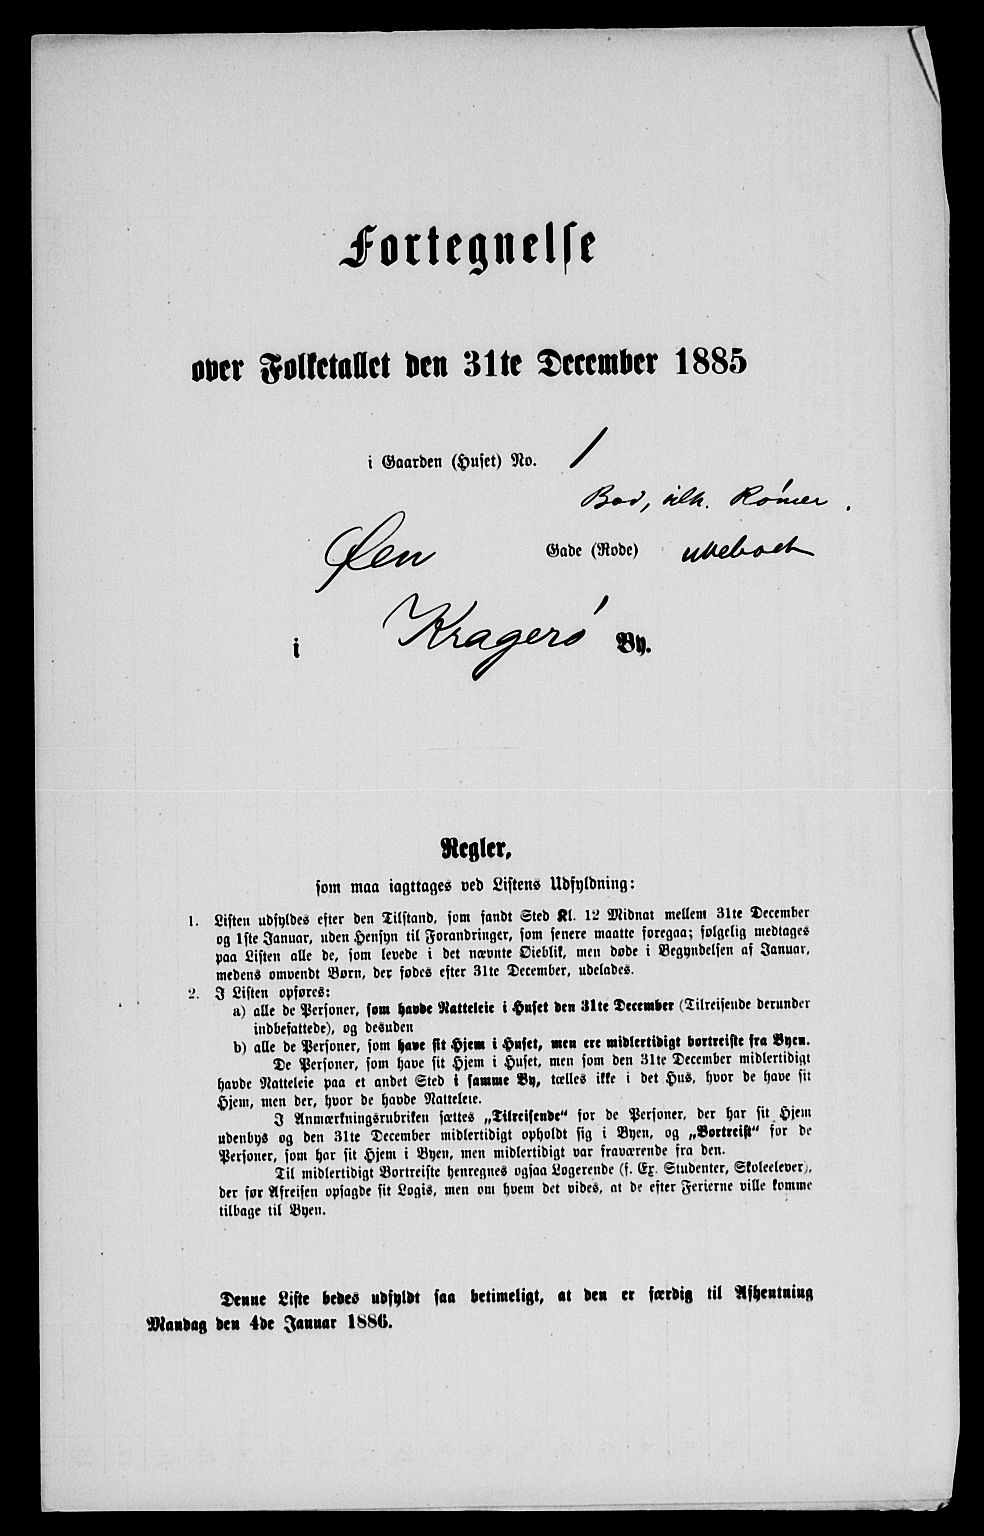 Fortegnelse
over Folketallet den 31te December 1885
i Gaarden (Huset) No. 1
Bod, tilh. Römer.
Øen Gade (Rode) ubeboet
i Kragerö By.
Regler,
som maa iagttages ved Listens Udfyldning:
1. Listen udfyldes efter den Tilstand, som fandt Sted Kl. 12 Midnat mellem 31te December
og 1ste Januar, uden Hensyn til Forandringer, som senere maatte foregaa; følgelig medtages
paa Listen alle de, som levede i det nævnte Øieblik, men døde i Begyndelsen af Januar,
medens omvendt Børn, der fødes efter 31te December, udelades.
2. I Listen opføres:
a) alle de Personer, som havde Natteleie i Huset den 31te December (Tilreisende derunder
indbefattede), og desuden
b) alle de Personer, som have sit Hjem i Huset, men ere midlertidigt bortreiste fra Byen.
De Personer, som have sit Hjem i Huset, men som den 31te December midlertidigt
havde Natteleie paa et andet Sted i samme By, tælles ikke i det Hus, hvor de have sit
Hjem, men der, hvor de havde Natteleie.
I Anmærkningsrubriken sættes „Tilreisende“ for de Personer, der har sit Hjem
udenbys og den 31te December midlertidigt opholdt sig i Byen, og „Bortreist“ for de
Personer, som har sit Hjem i Byen, men midlertidigt var fraværende fra den.
Til midlertidigt Bortreiste henregnes ogsaa Logerende (f. Ex. Studenter, Skoleelever),
der før Afreisen opsagde sit Logis, men om hvem det vides, at de efter Ferierne ville komme
tilbage til Byen.
Denne Liste bedes udfyldt saa betimeligt, at den er færdig til Afhentning
Mandag den 4de Januar 1886.